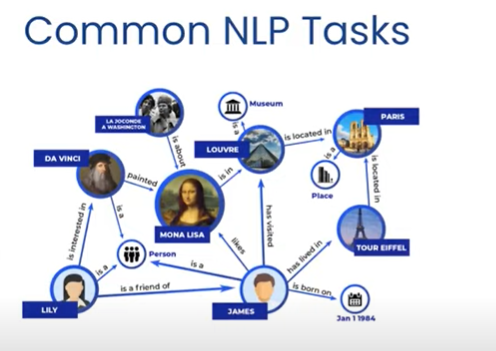 Common NLP Tasks
LA JOCONDE
A WASHINGTON
Museum
PARIS
is a
is located in
DA VINCI
is about
LOUVRE
is a
painted
is in
Place
is located in
is interested in
is a
MONA LISA
has visited
TOUR EIFFEL
Person
likes
has lived in
is a
is a
is a friend of
is born on
LILY
JAMES
Jan 1 1984